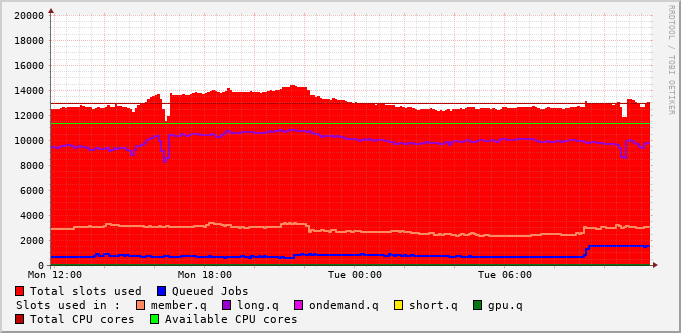 20000
18000
16000
14000
12000
10000
8000
6000
4000
2000
0
Mon 12:00 Mon 18:00 Tue 00:00 Tue 06:00
RRDTOOL / TOBI OETIKER
Total slots used Queued Jobs
Slots used in : member.q long.q ondemand.q short.q gpu.q
Total CPU cores Available CPU cores